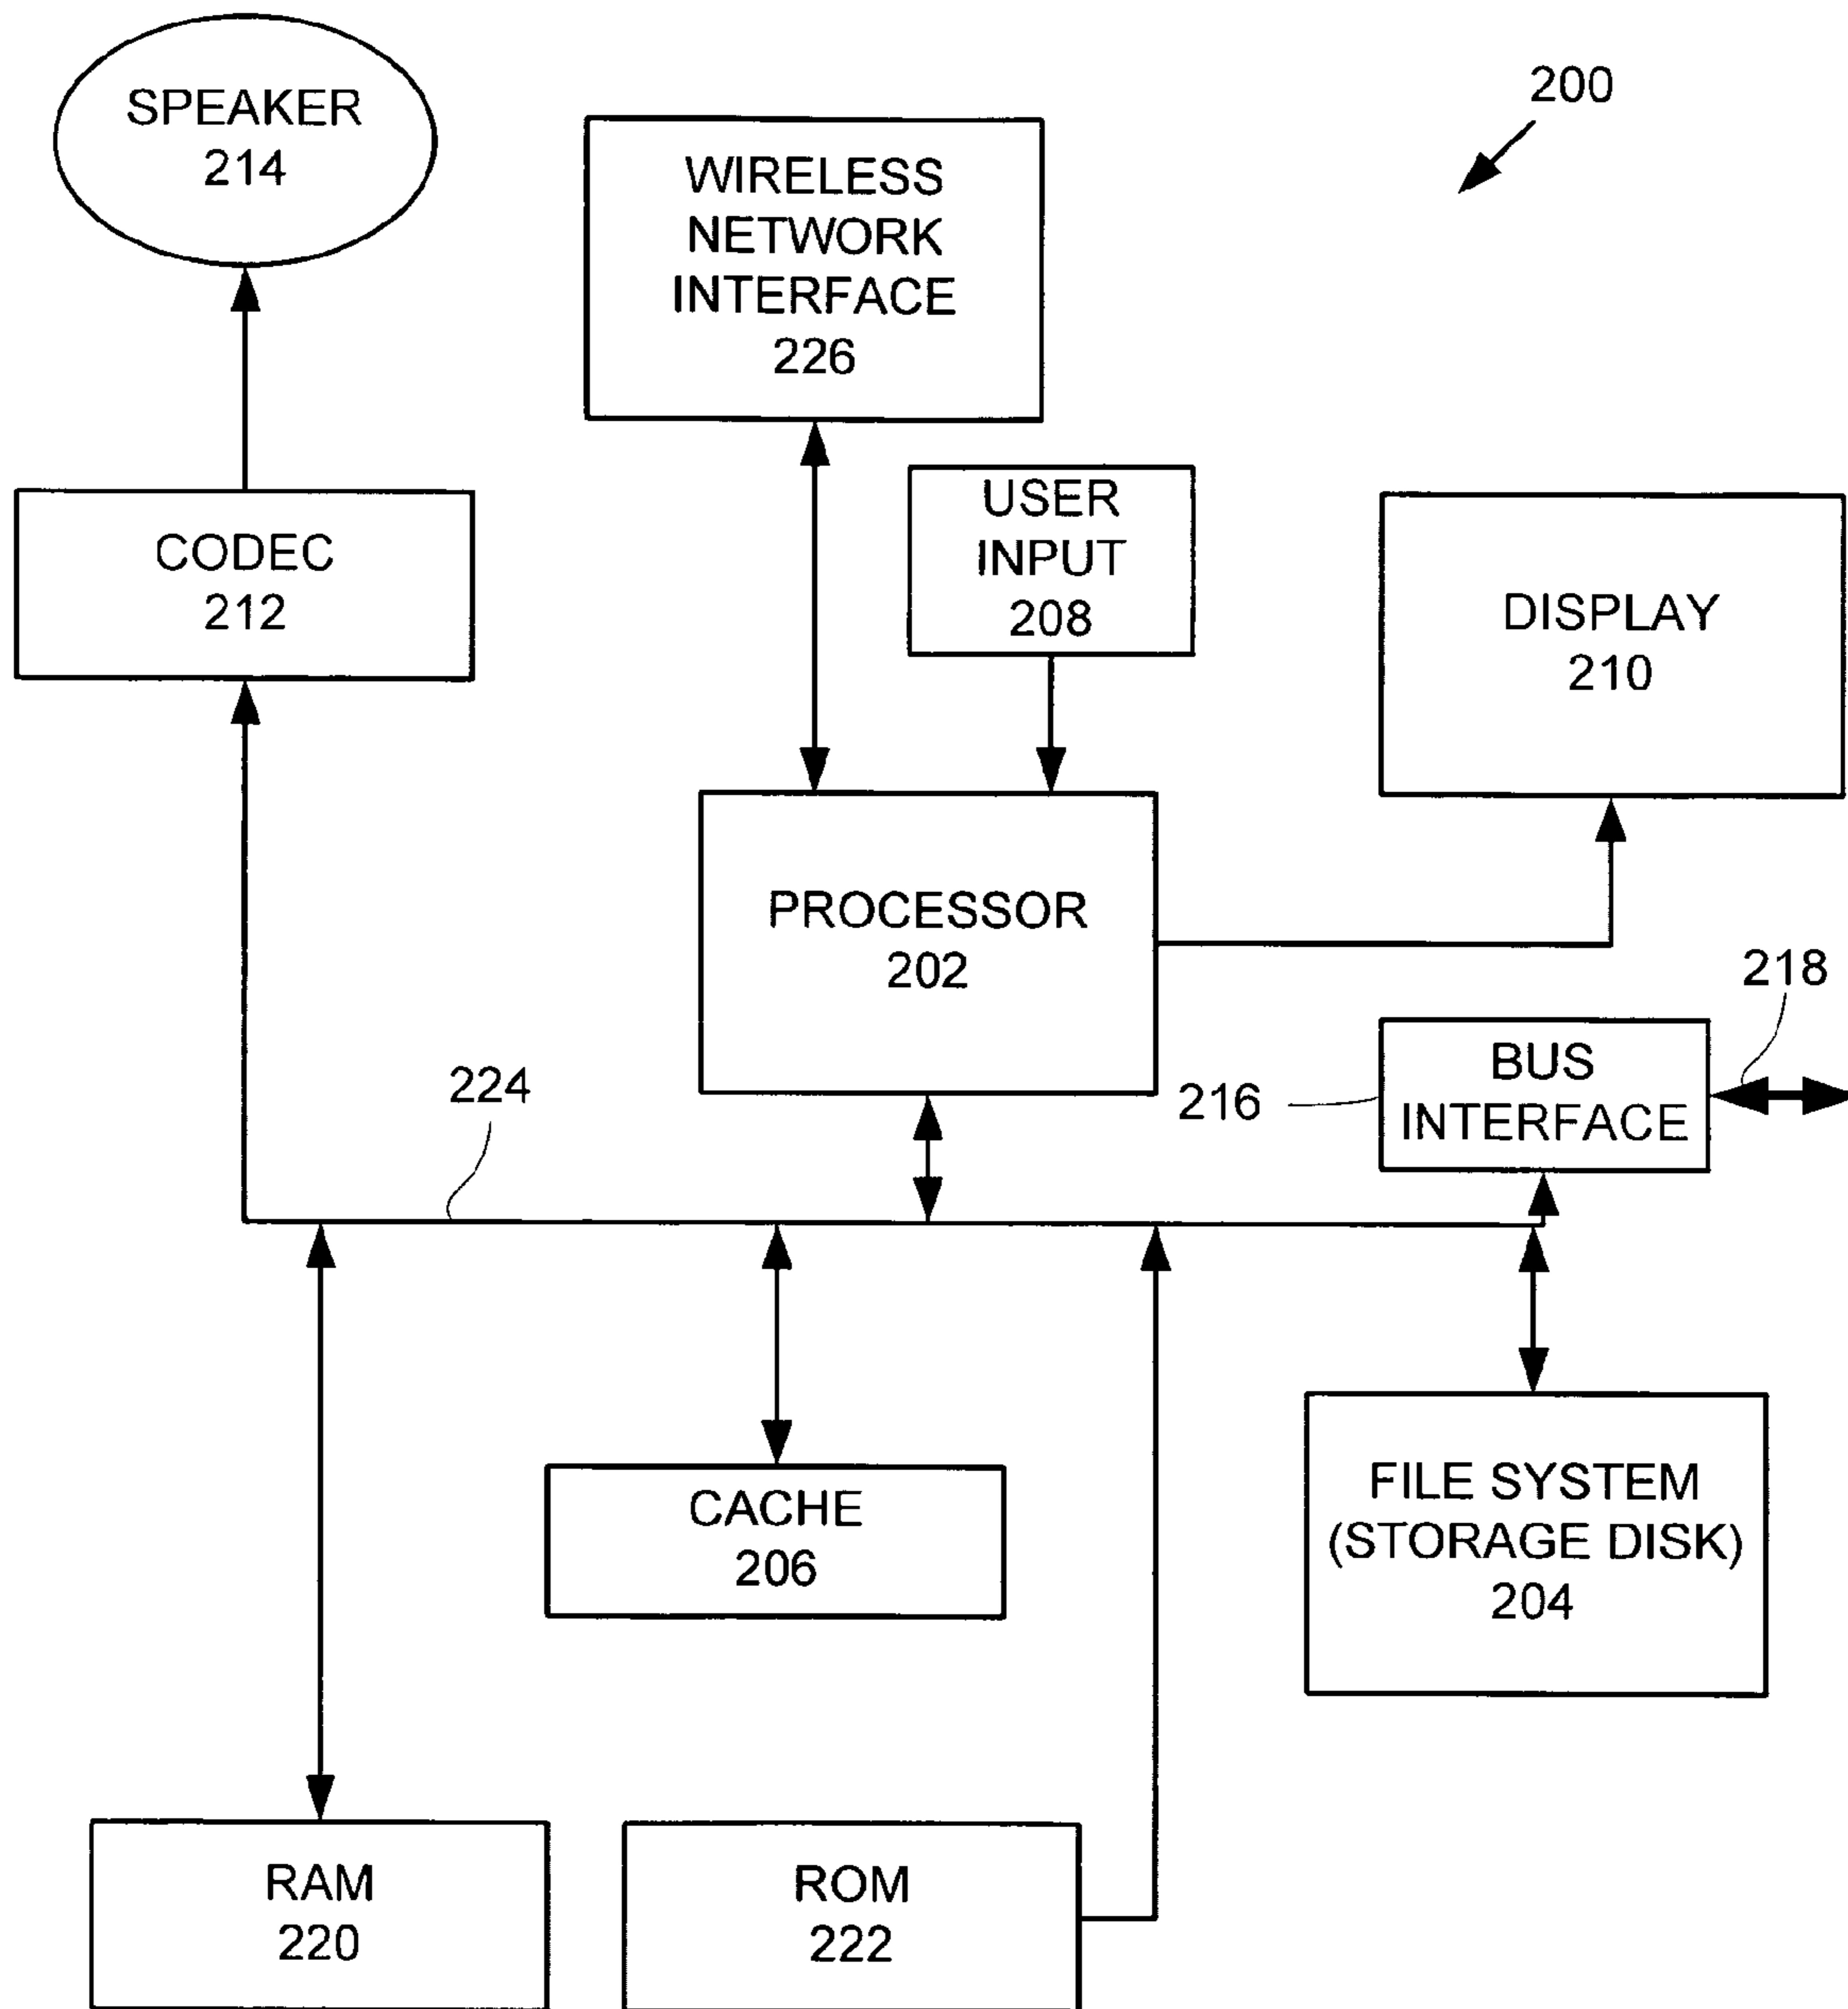 SPEAKER
214
200
WIRELESS
NETWORK
INTERFACE
226
USER
INPUT
208
CODEC
212
DISPLAY
210
PROCESSOR
202
218
BUS
INTERFACE
216
224
CACHE
206
FILE SYSTEM
(STORAGE DISK)
204
RAM
220
ROM
222